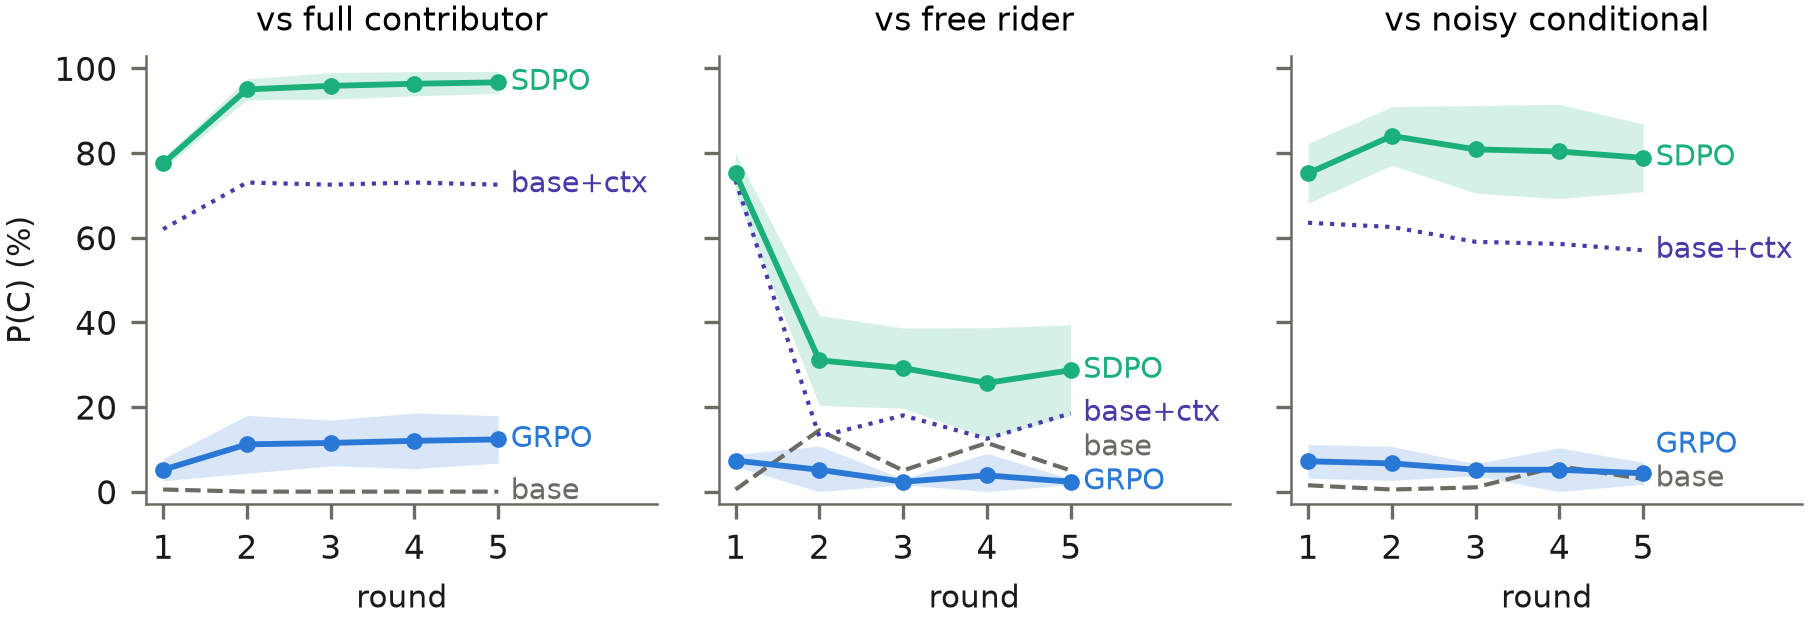 vs full contributor
vs free rider
vs noisy conditional
P(C) (%)
100
80
60
40
20
0
SDPO
base+ctx
GRPO
base
1 2 3 4 5
round
SDPO
base+ctx
base
GRPO
1 2 3 4 5
round
SDPO
base+ctx
GRPO
base
1 2 3 4 5
round